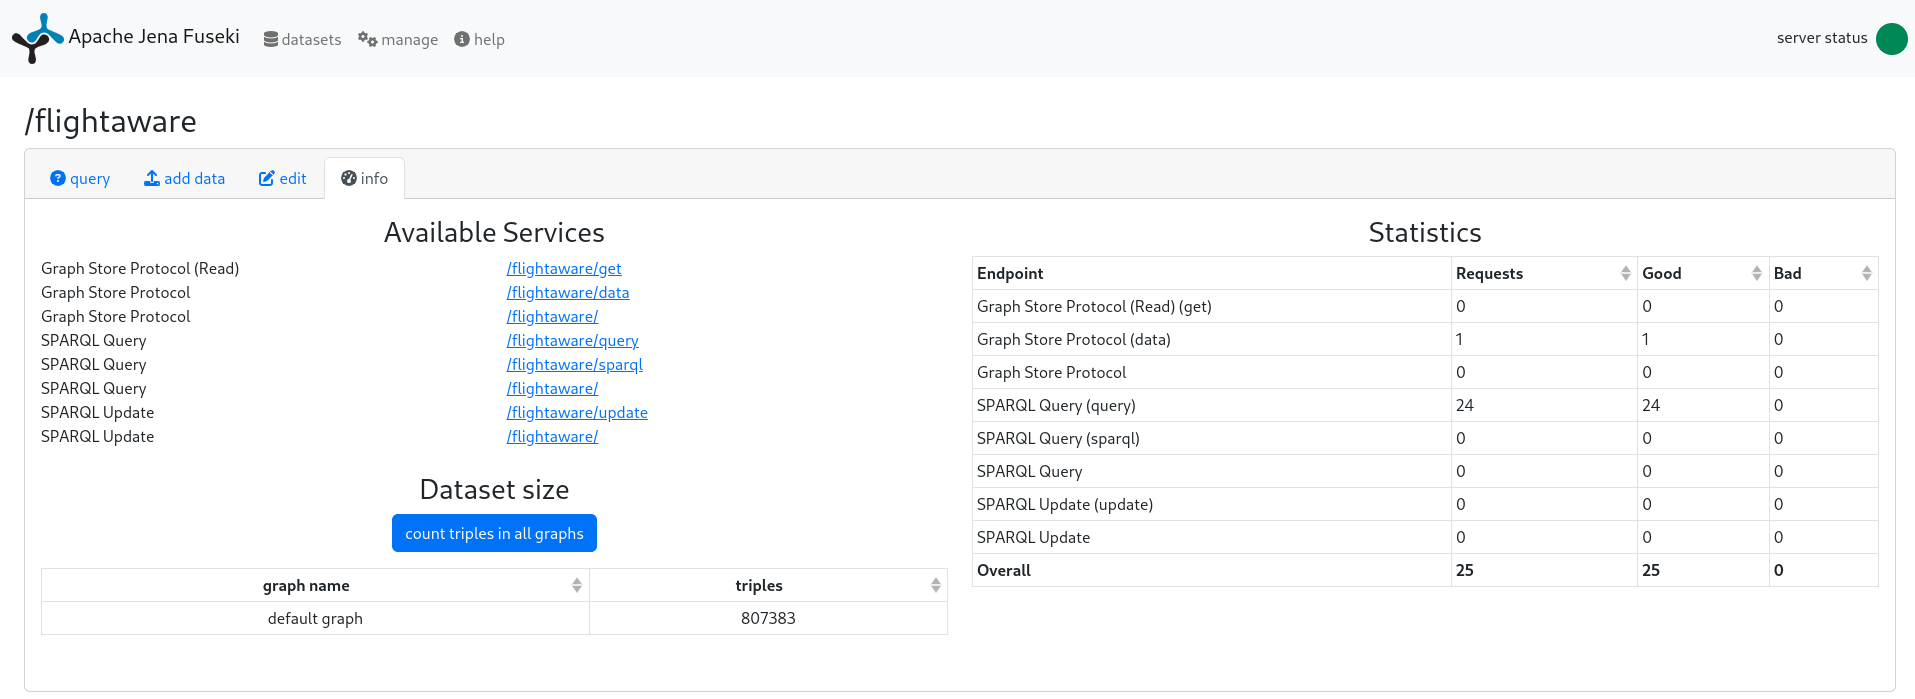 Apache Jena Fuseki datasets manage help server status
/flightaware
query add data edit info
Available Services
Graph Store Protocol (Read) /flightaware/get
Graph Store Protocol /flightaware/data
Graph Store Protocol /flightaware/
SPARQL Query /flightaware/query
SPARQL Query /flightaware/sparql
SPARQL Query /flightaware/
SPARQL Update /flightaware/update
SPARQL Update /flightaware/
Dataset size
count triples in all graphs
graph name triples
default graph 807383
Statistics
Endpoint Requests Good Bad
Graph Store Protocol (Read) (get) 0 0 0
Graph Store Protocol (data) 1 1 0
Graph Store Protocol 0 0 0
SPARQL Query (query) 24 24 0
SPARQL Query (sparql) 0 0 0
SPARQL Query 0 0 0
SPARQL Update (update) 0 0 0
SPARQL Update 0 0 0
Overall 25 25 0